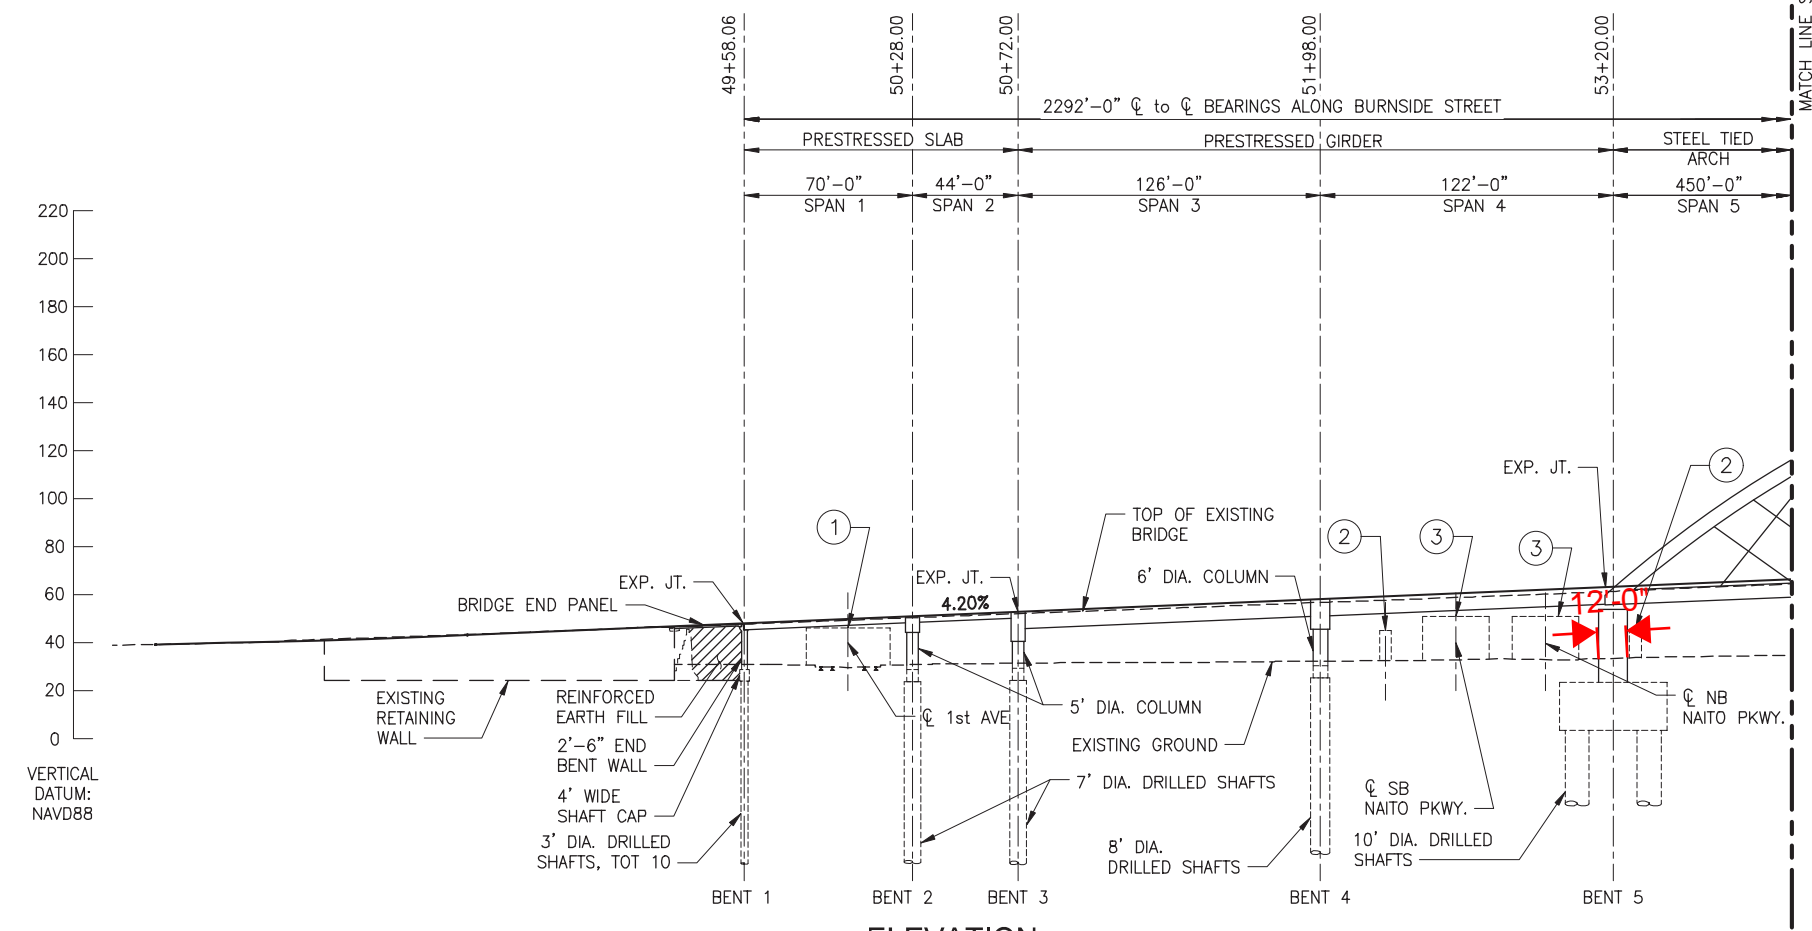 49+58.06
50+28.00
50+72.00
51+98.00
53+20.00
MATCH LINE
2292'-0" ℄ to ℄ BEARINGS ALONG BURNSIDE STREET
PRESTRESSED SLAB
PRESTRESSED GIRDER
STEEL TIED
ARCH
70'-0"
SPAN 1
44'-0"
SPAN 2
126'-0"
SPAN 3
122'-0"
SPAN 4
450'-0"
SPAN 5
220
200
180
160
140
120
100
80
60
40
20
0
VERTICAL
DATUM:
NAVD88
EXP. JT.
2
1
TOP OF EXISTING
BRIDGE
2
3
3
EXP. JT.
EXP. JT.
6' DIA. COLUMN
BRIDGE END PANEL
4.20%
12'-0"
EXISTING
RETAINING
WALL
REINFORCED
EARTH FILL
2'-6" END
BENT WALL
4' WIDE
SHAFT CAP
3' DIA. DRILLED
SHAFTS, TOT 10
℄ 1st AVE
5' DIA. COLUMN
EXISTING GROUND
7' DIA. DRILLED SHAFTS
8' DIA.
DRILLED SHAFTS
℄ SB
NAITO PKWY.
10' DIA. DRILLED
SHAFTS
℄ NB
NAITO PKWY.
BENT 1
BENT 2
BENT 3
BENT 4
BENT 5
ELEVATION